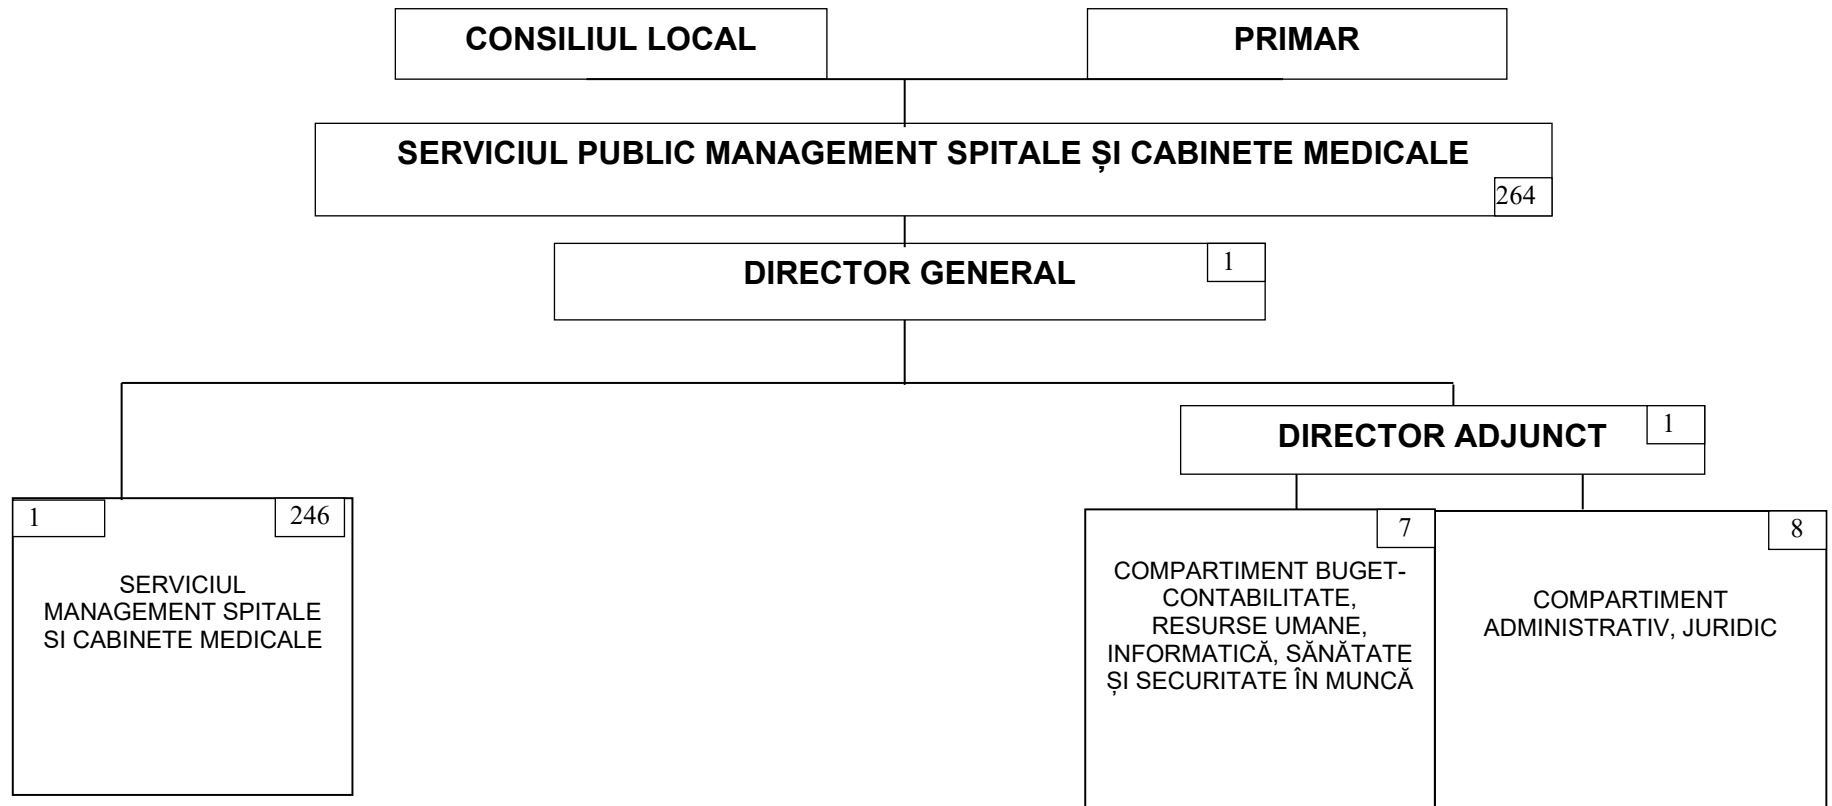 CONSILIUL LOCAL
PRIMAR
SERVICIUL PUBLIC MANAGEMENT SPITALE ȘI CABINETE MEDICALE
264
DIRECTOR GENERAL
1
DIRECTOR ADJUNCT
1
1
246
SERVICIUL
MANAGEMENT SPITALE
SI CABINETE MEDICALE
7
COMPARTIMENT BUGET-
CONTABILITATE,
RESURSE UMANE,
INFORMATICĂ, SĂNĂTATE
ȘI SECURITATE ÎN MUNCĂ
8
COMPARTIMENT
ADMINISTRATIV, JURIDIC